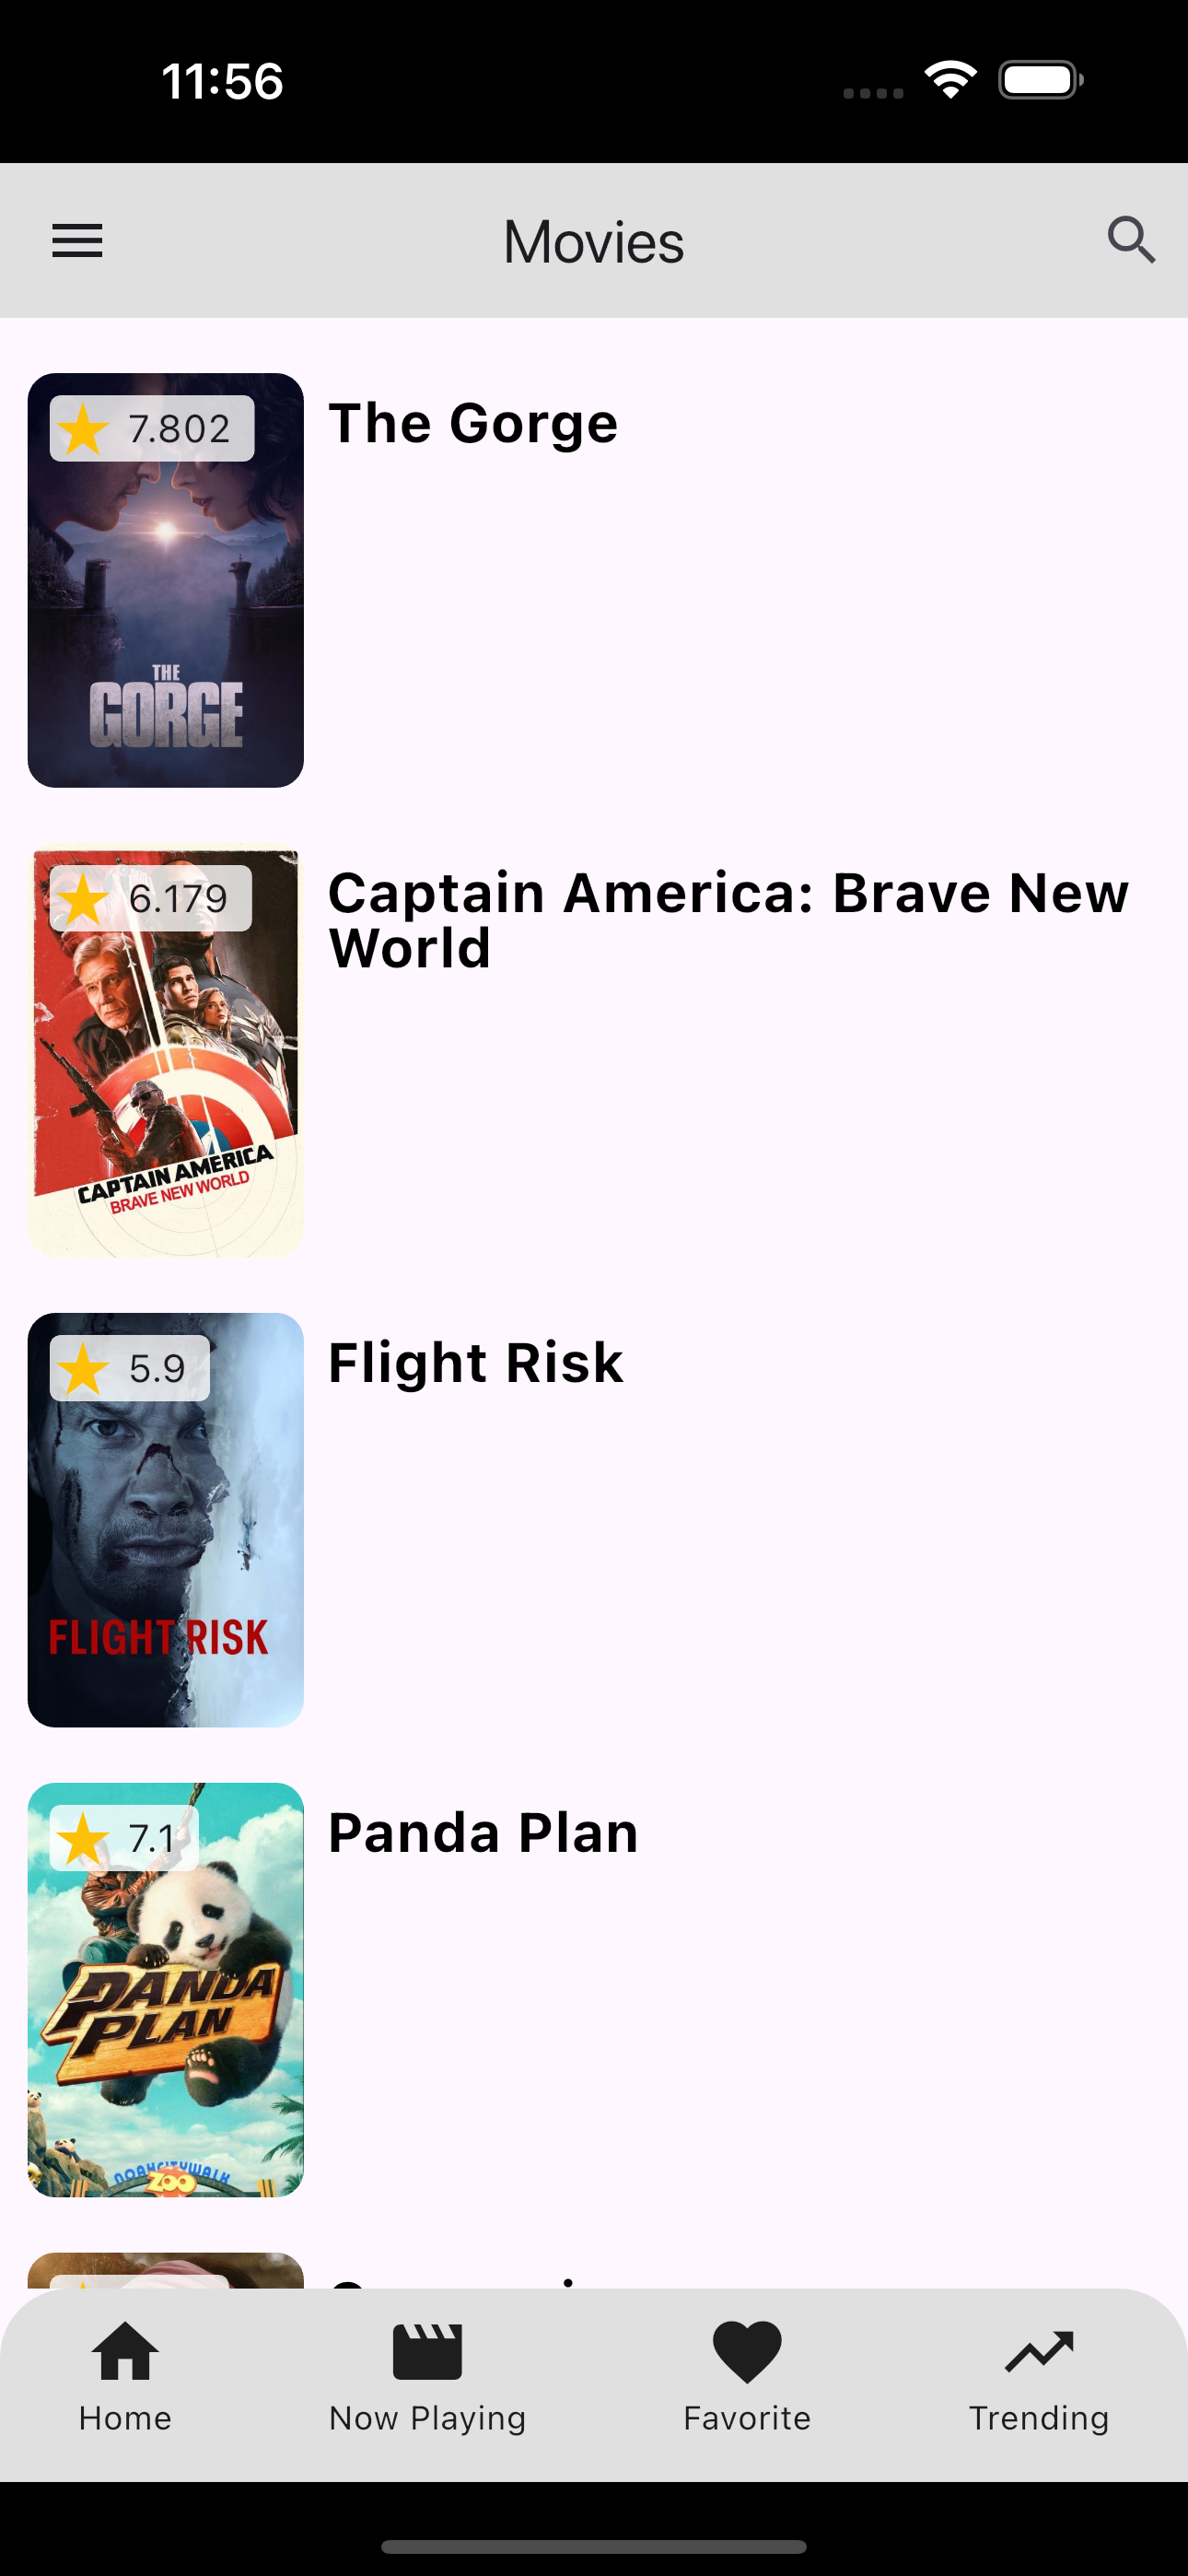 11:56
Movies
7.802
The Gorge
THE
GORGE
6.179
Captain America: Brave New
World
CAPTAIN AMERICA
BRAVE NEW WORLD
5.9
Flight Risk
FLIGHT RISK
7.1
Panda Plan
PANDA
PLAN
NOAHCITYWALK
ZOO
Home
Now Playing
Favorite
Trending